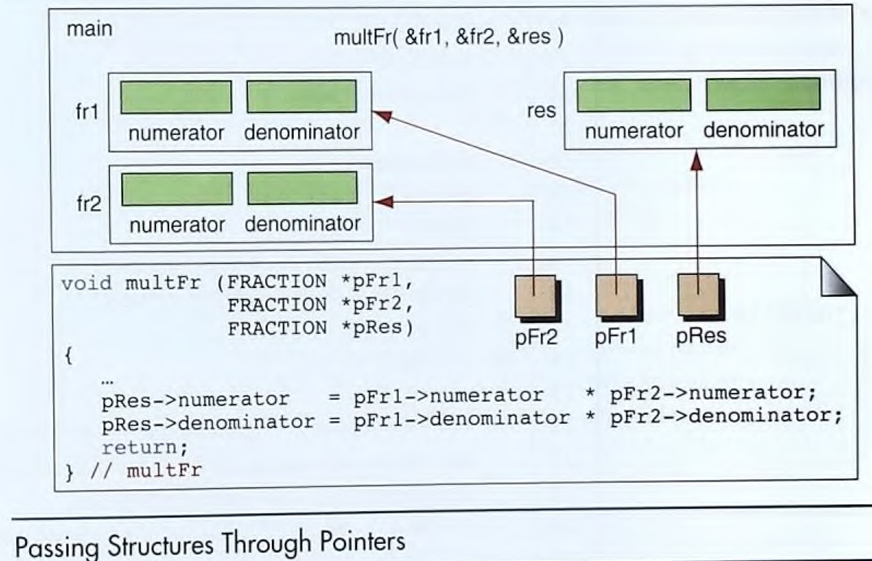 main
multFr( &fr1, &fr2, &res )
fr1
numerator denominator
res
numerator denominator
fr2
numerator denominator
void multFr (FRACTION *pFr1,
FRACTION *pFr2,
FRACTION *pRes)
pFr2 pFr1 pRes
{
…
pRes->numerator = pFr1->numerator * pFr2->numerator;
pRes->denominator = pFr1->denominator * pFr2->denominator;
return;
} // multFr
Passing Structures Through Pointers